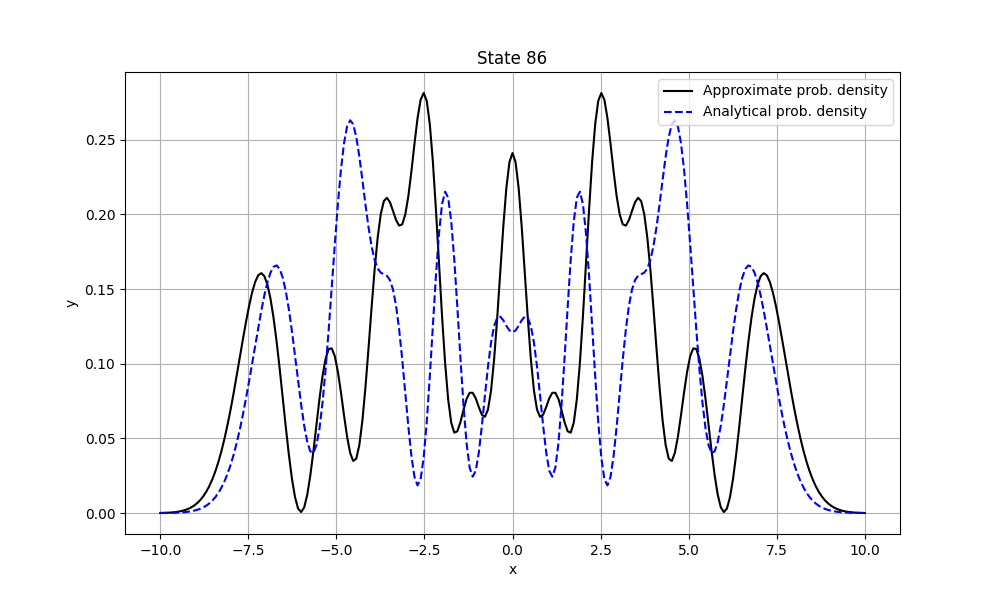 State 86
Approximate prob. density
Analytical prob. density
y
0.25
0.20
0.15
0.10
0.05
0.00
−10.0 −7.5 −5.0 −2.5 0.0 2.5 5.0 7.5 10.0
x